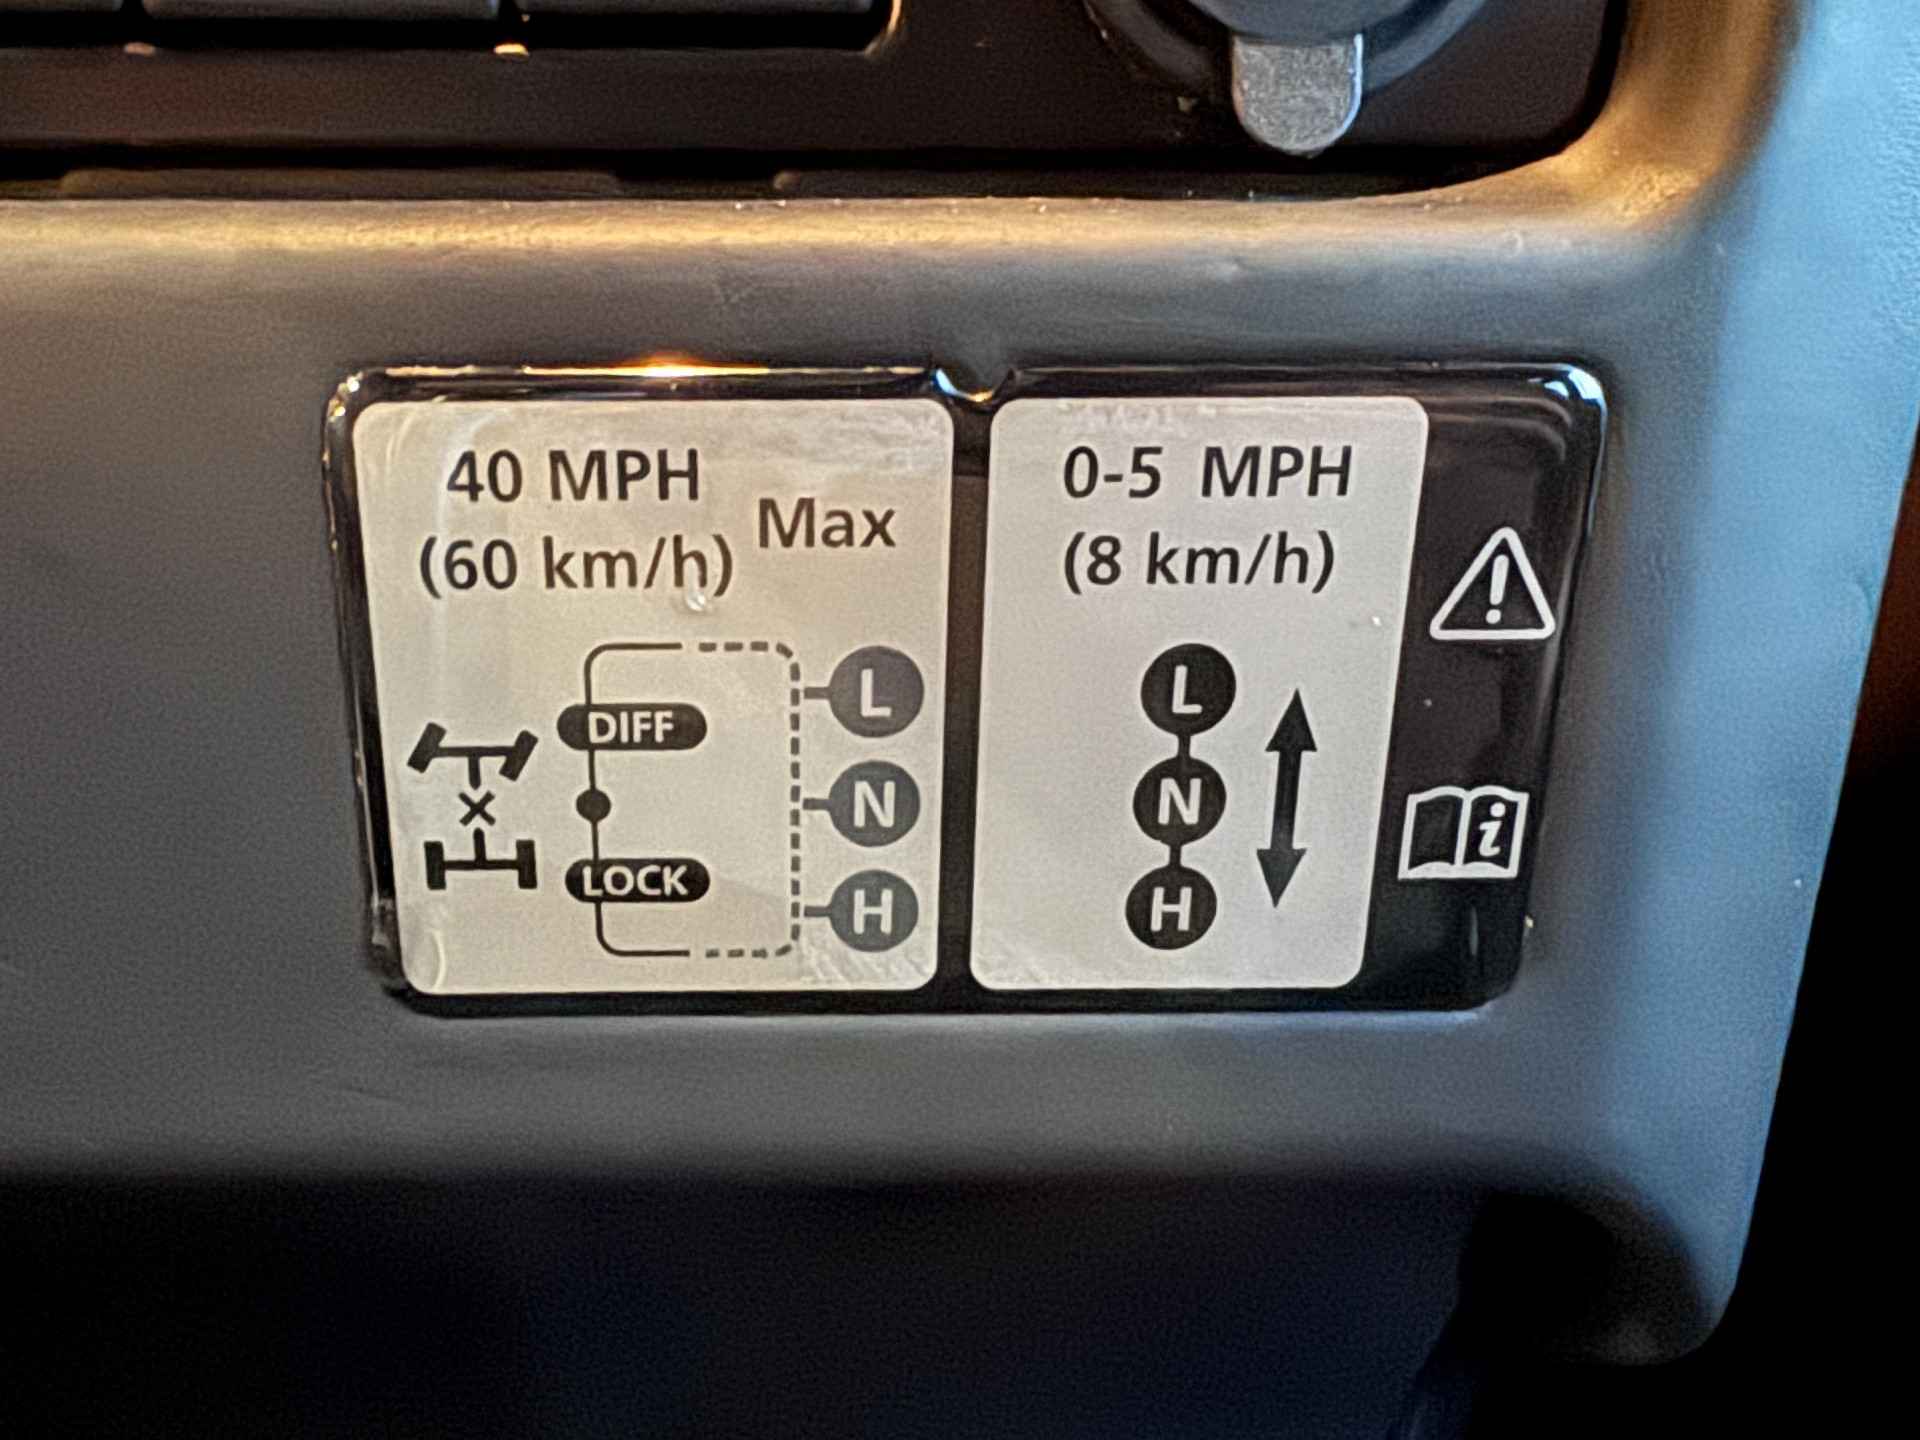 40 MPH
(60 km/h)
Max
DIFF
LOCK
L
N
H
0-5 MPH
(8 km/h)
L
N
H
!
i